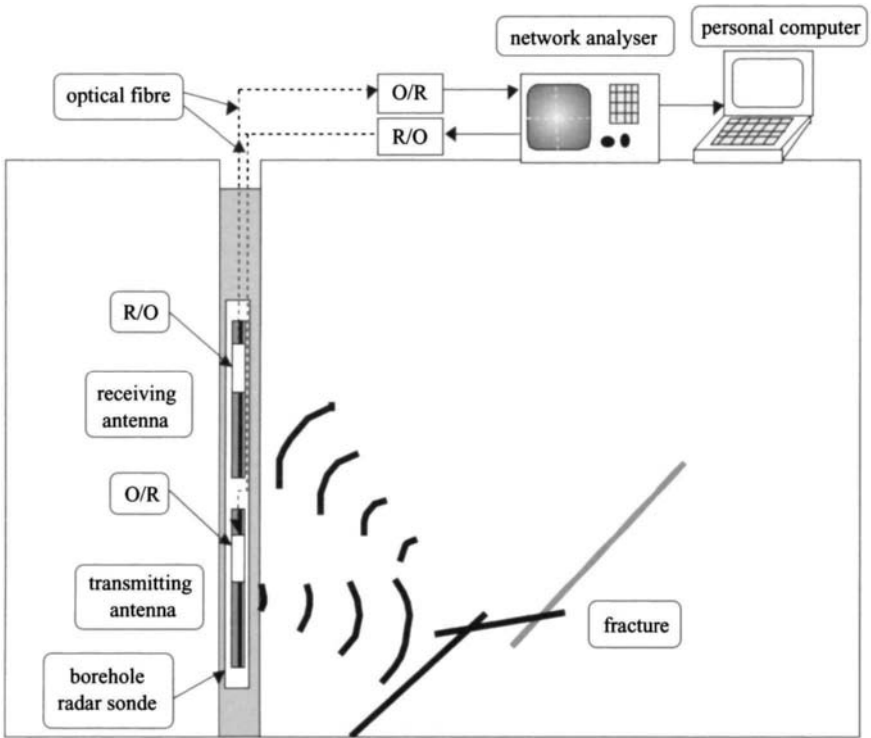 network analyser
personal computer
optical fibre
O/R
R/O
R/O
receiving
antenna
O/R
transmitting
antenna
fracture
borehole
radar sonde